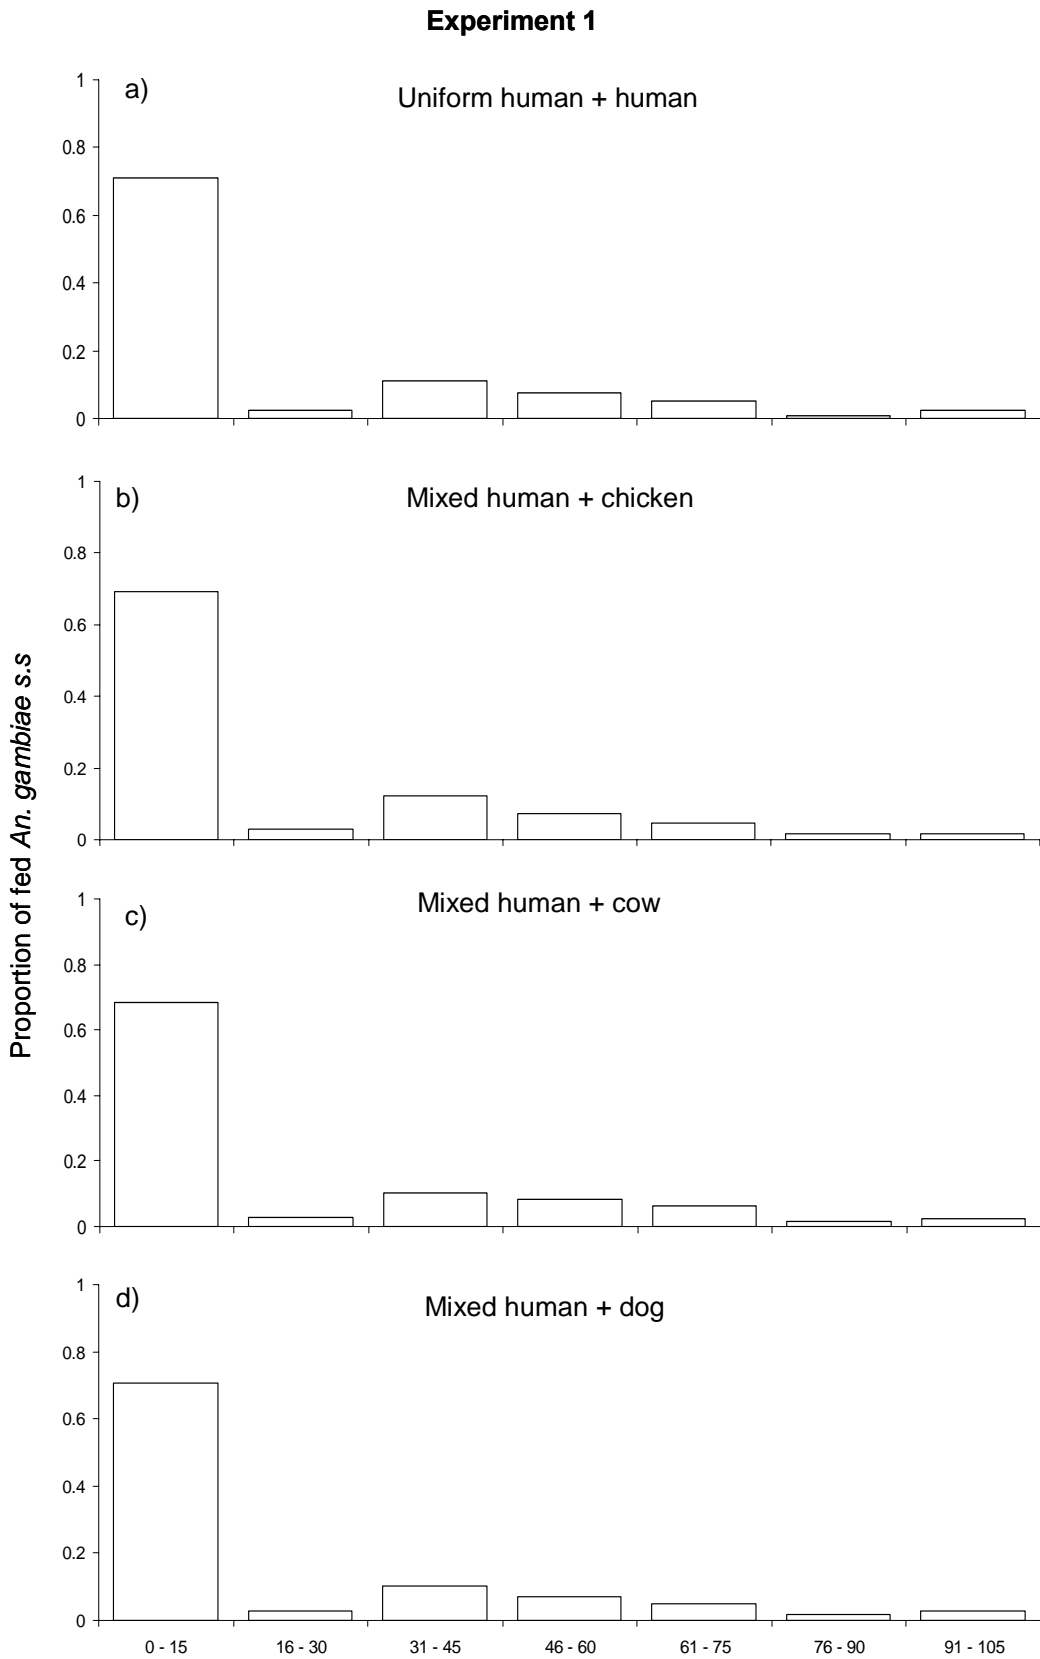 Experiment 1
Proportion of fed An. gambiae s.s
a)
Uniform human + human
1
0.8
0.6
0.4
0.2
0
b)
Mixed human + chicken
1
0.8
0.6
0.4
0.2
0
c)
Mixed human + cow
1
0.8
0.6
0.4
0.2
0
d)
Mixed human + dog
1
0.8
0.6
0.4
0.2
0
0 - 15 16 - 30 31 - 45 46 - 60 61 - 75 76 - 90 91 - 105